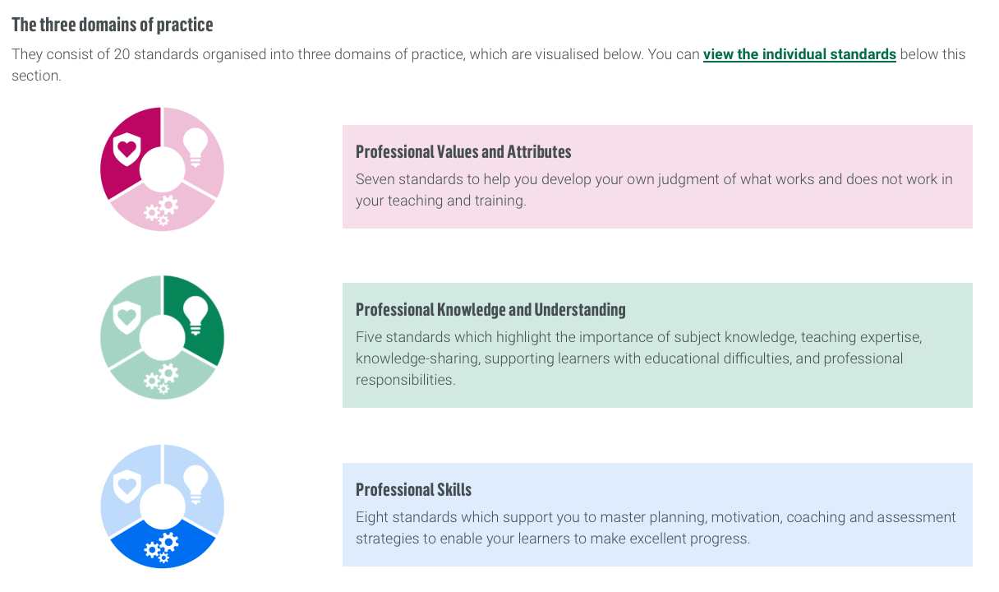 The three domains of practice
They consist of 20 standards organised into three domains of practice, which are visualised below. You can view the individual standards below this
section.
Professional Values and Attributes
Seven standards to help you develop your own judgment of what works and does not work in
your teaching and training.
Professional Knowledge and Understanding
Five standards which highlight the importance of subject knowledge, teaching expertise,
knowledge-sharing, supporting learners with educational difficulties, and professional
responsibilities.
Professional Skills
Eight standards which support you to master planning, motivation, coaching and assessment
strategies to enable your learners to make excellent progress.